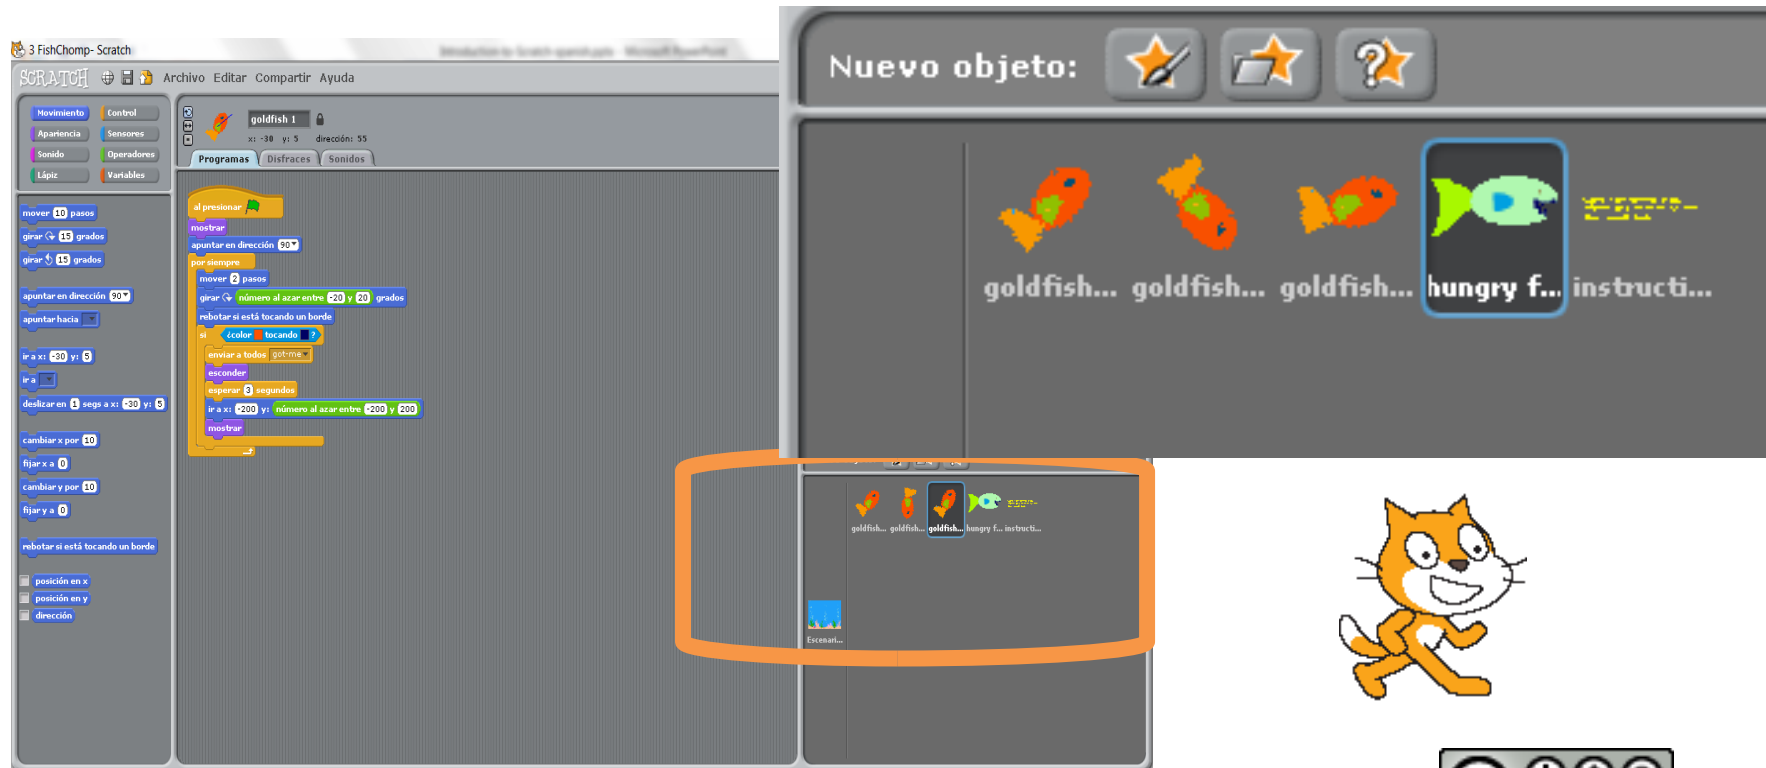 3 FishChomp- Scratch
SCRATCH
Archivo Editar Compartir Ayuda
Movimiento Control
Apariencia Sensores
Sonido Operadores
Lápiz Variables
mover 10 pasos
girar 15 grados
girar 15 grados
apuntar en dirección 90
apuntar hacia
ir a x: -30 y: 5
ir a
deslizar en 1 segs a x: -30 y: 5
cambiar x por 10
fijar x a 0
cambiar y por 10
fijar y a 0
rebotar si está tocando un borde
posición en x
posición en y
dirección
goldfish 1
x: -30 y: 5 dirección: 55
Programas Disfraces Sonidos
al presionar
mostrar
apuntar en dirección 90
por siempre
mover 2 pasos
girar número al azar entre -20 y 20 grados
rebotar si está tocando un borde
si ¿color tocando ?
enviar a todos got-me
esconder
esperar 3 segundos
ir a x: -200 y: número al azar entre -200 y 200
mostrar
Nuevo objeto:
goldfish... goldfish... goldfish... hungry f... instructi...
goldfish... goldfish... goldfish... hungry f... instructi...
Escenari...